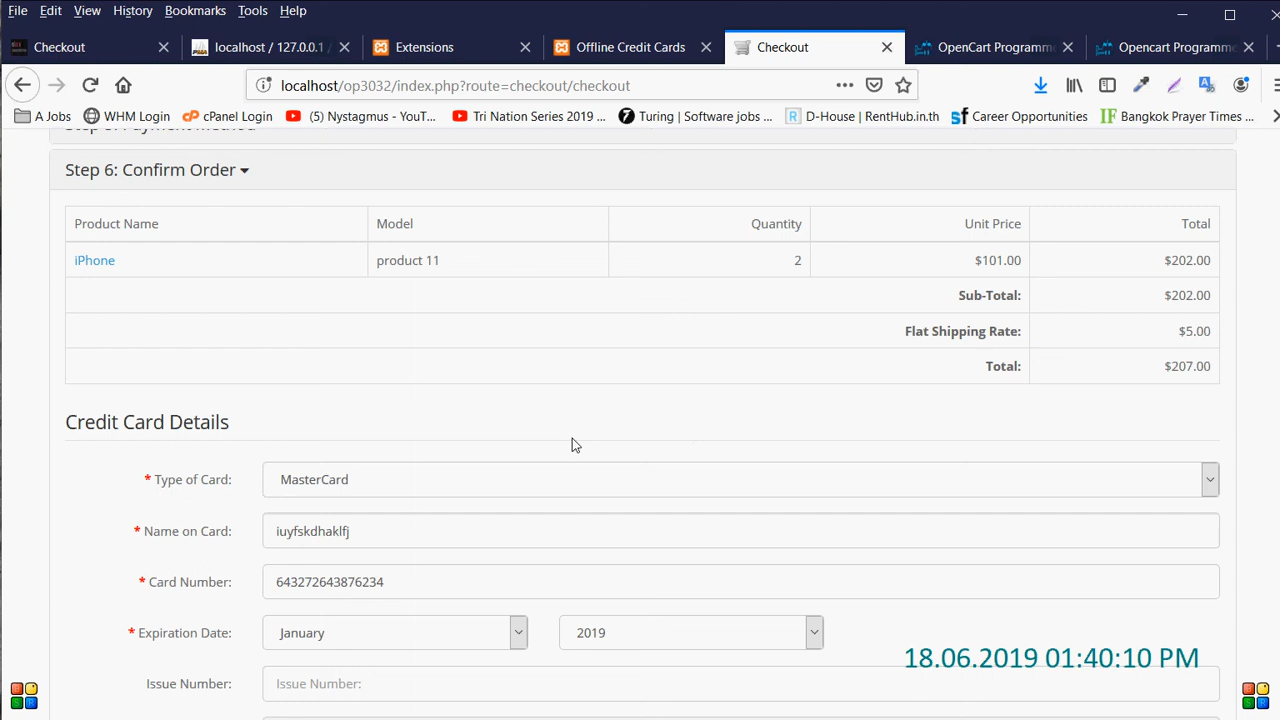 File Edit View History Bookmarks Tools Help
Checkout
localhost / 127.0.0.1 /
Extensions
Offline Credit Cards
Checkout
OpenCart Programm
Opencart Programme
localhost/op3032/index.php?route=checkout/checkout
A Jobs
WHM Login
cPanel Login
(5) Nystagmus - YouT...
Tri Nation Series 2019 ...
Turing | Software jobs ...
D-House | RentHub.in.th
Career Opportunities
Bangkok Prayer Times ...
Step 6: Confirm Order
Product Name Model Quantity Unit Price Total
iPhone product 11 2 $101.00 $202.00
Sub-Total: $202.00
Flat Shipping Rate: $5.00
Total: $207.00
Credit Card Details
* Type of Card: MasterCard
* Name on Card: iuyfskdhaklfj
* Card Number: 643272643876234
* Expiration Date: January 2019
18.06.2019 01:40:10 PM
Issue Number: Issue Number: